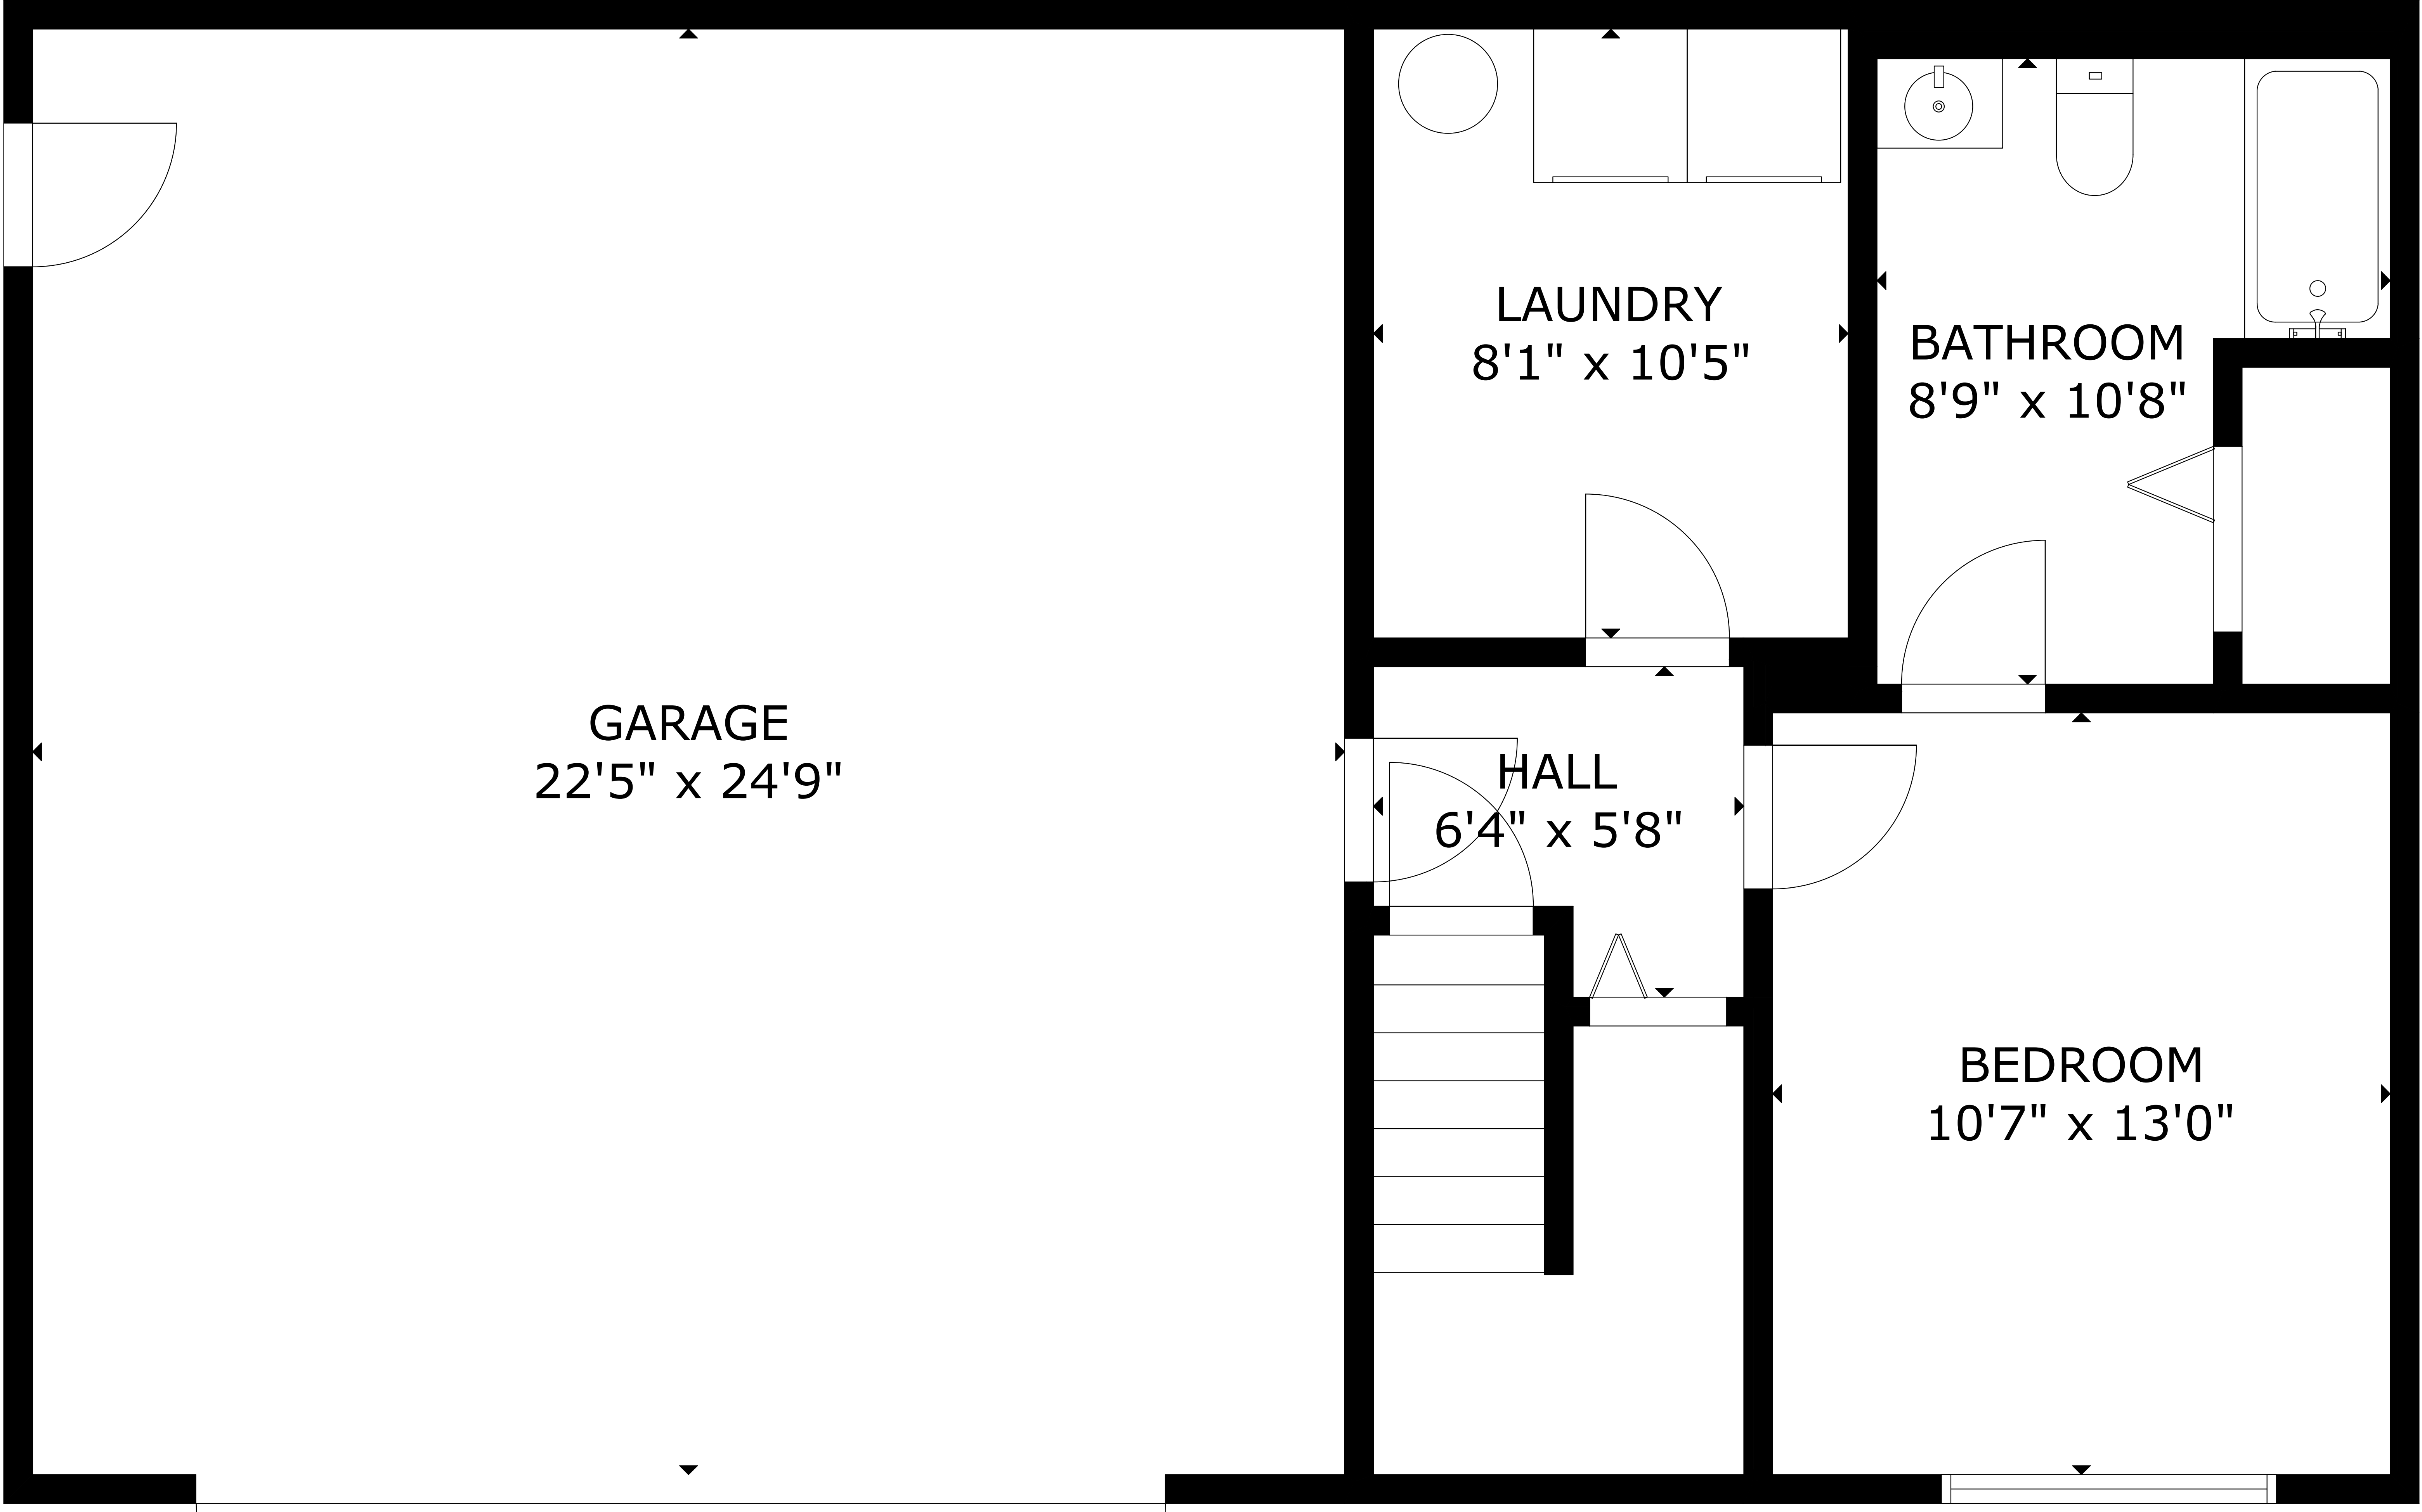 LAUNDRY
8'1" x 10'5"
BATHROOM
8'9" x 10'8"
GARAGE
22'5" x 24'9"
HALL
6'4" x 5'8"
BEDROOM
10'7" x 13'0"